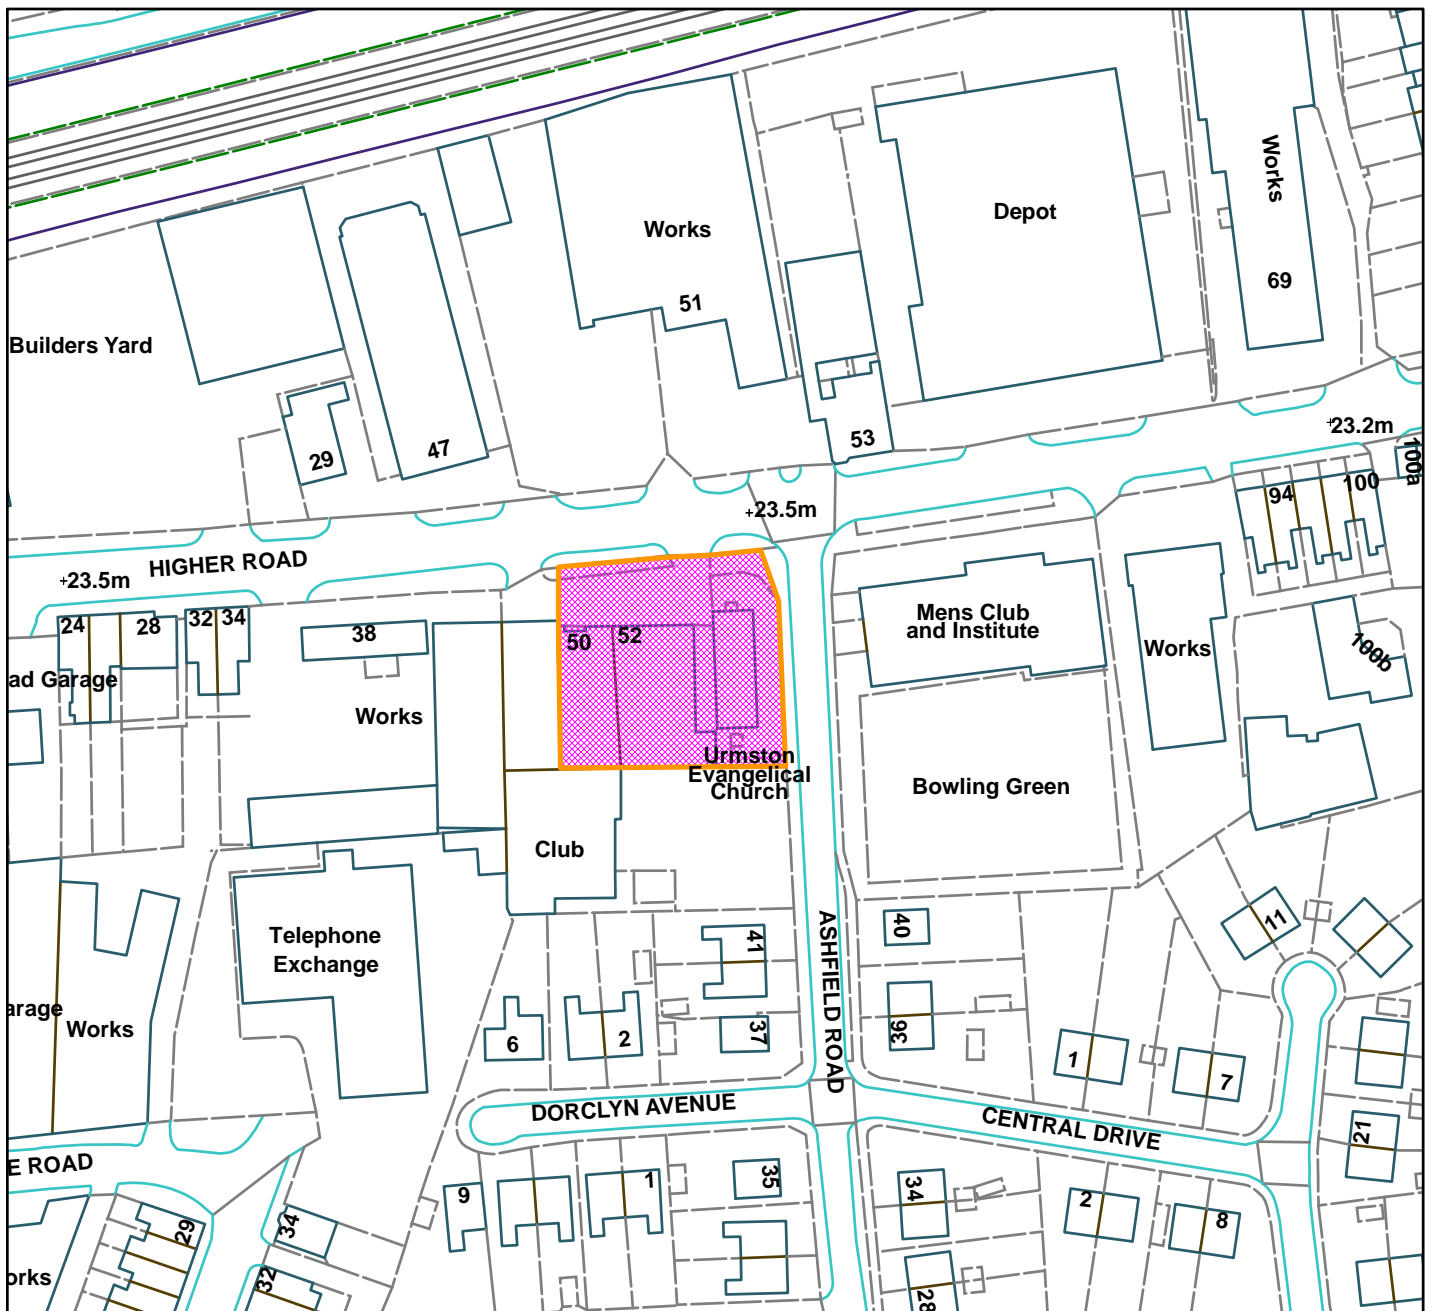 Works
Depot
Works
69
51
Builders Yard
29
47
53
23.2m
100a
94
100
23.5m
HIGHER ROAD
23.5m
24
28
32
34
38
50
52
Mens Club
and Institute
Works
100b
ad Garage
Works
Urmston
Evangelical
Church
Bowling Green
Club
Telephone
Exchange
ASHFIELD ROAD
41
40
11
arage
Works
6
2
37
36
1
7
DORCLYN AVENUE
CENTRAL DRIVE
21
E ROAD
9
1
35
34
2
8
29
34
orks
32
28